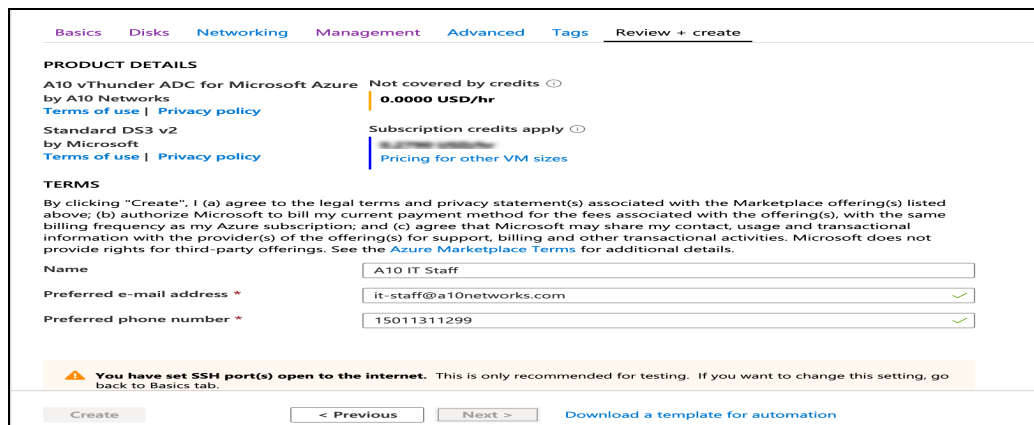 Basics Disks Networking Management Advanced Tags Review + create
PRODUCT DETAILS
A10 vThunder ADC for Microsoft Azure Not covered by credits
by A10 Networks 0.0000 USD/hr
Terms of use | Privacy policy
Standard DS3 v2 Subscription credits apply
by Microsoft
Terms of use | Privacy policy Pricing for other VM sizes
TERMS
By clicking "Create", I (a) agree to the legal terms and privacy statement(s) associated with the Marketplace offering(s) listed
above; (b) authorize Microsoft to bill my current payment method for the fees associated with the offering(s), with the same
billing frequency as my Azure subscription; and (c) agree that Microsoft may share my contact, usage and transactional
information with the provider(s) of the offering(s) for support, billing and other transactional activities. Microsoft does not
provide rights for third-party offerings. See the Azure Marketplace Terms for additional details.
Name A10 IT Staff
Preferred e-mail address * it-staff@a10networks.com
Preferred phone number * 15011311299
You have set SSH port(s) open to the internet. This is only recommended for testing. If you want to change this setting, go
back to Basics tab.
Create < Previous Next > Download a template for automation